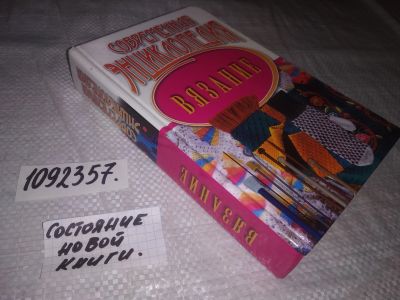 СОВРЕМЕННАЯ
ЭНЦИКЛОПЕДИЯ
ВЯЗАНИЕ
ВЯЗАНИЕ
1092357.
СОСТОЯНИЕ
НОВОЙ
КНИГИ.